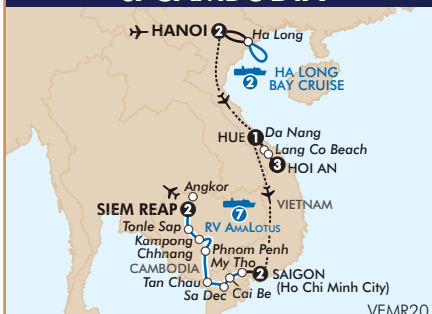 & CAMBODIA
HANOI 2
Ha Long
2 HA LONG
BAY CRUISE
HUE 1
Da Nang
Lang Co Beach
3 HOI AN
Angkor
SIEM REAP 2
7
RV AMALOTUS
VIETNAM
Tonle Sap
Kampong
Chhnang
CAMBODIA
Phnom Penh
My Tho
Tan Chau
Sa Dec
Cai Be
2 SAIGON
(Ho Chi Minh City)
VEMR20